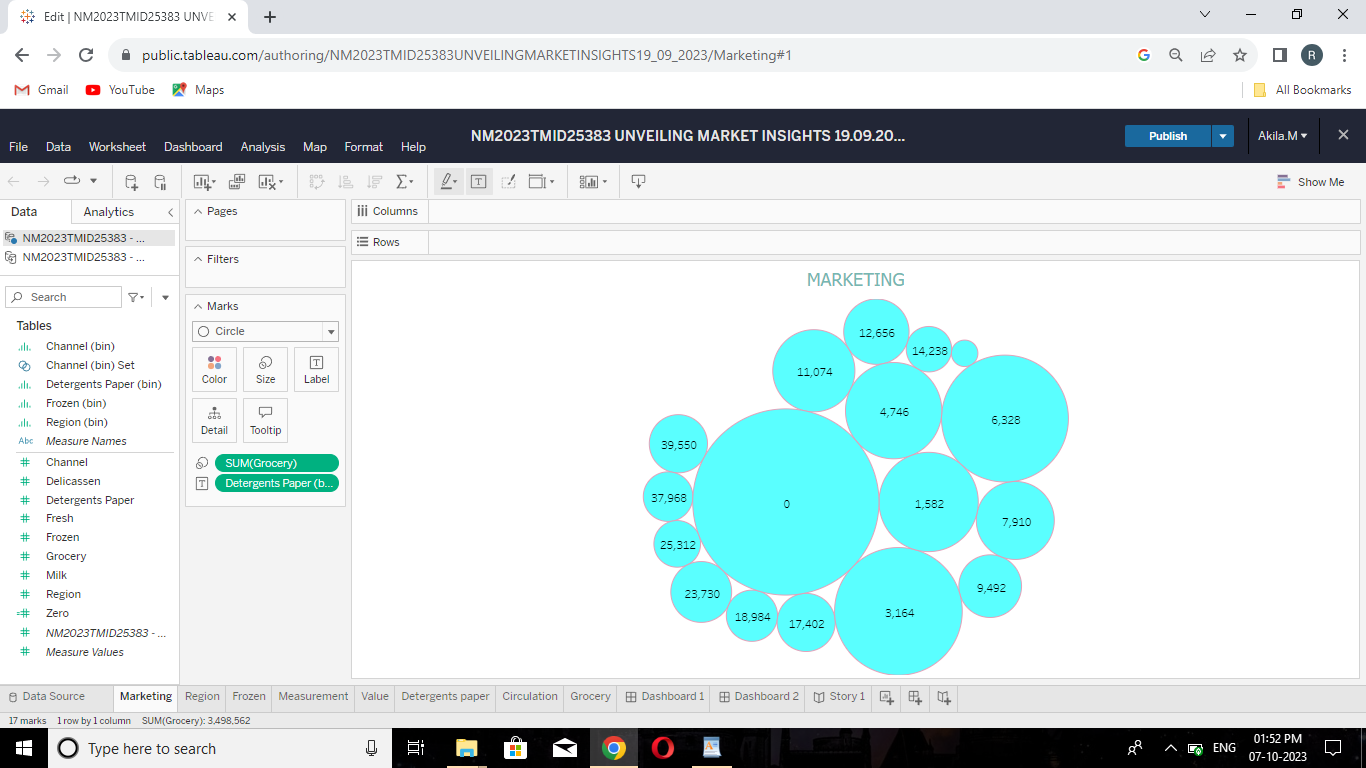 Edit | NM2023TMID25383 UNVE
public.tableau.com/authoring/NM2023TMID25383UNVEILINGMARKETINSIGHTS19_09_2023/Marketing#1
R
Gmail YouTube Maps All Bookmarks
NM2023TMID25383 UNVEILING MARKET INSIGHTS 19.09.20...
Publish
Akila.M
File Data Worksheet Dashboard Analysis Map Format Help
Show Me
Data Analytics
NM2023TMID25383 - ...
NM2023TMID25383 - ...
Search
Tables
Channel (bin)
Channel (bin) Set
Detergents Paper (bin)
Frozen (bin)
Region (bin)
Abc Measure Names
Channel
Delicassen
Detergents Paper
Fresh
Frozen
Grocery
Milk
Region
Zero
NM2023TMID25383 - ...
Measure Values
Pages
Filters
Marks
Circle
Color Size Label
Detail Tooltip
SUM(Grocery)
Detergents Paper (b...
Columns
Rows
MARKETING
12,656
14,238
11,074
4,746
6,328
39,550
37,968
0
1,582
7,910
25,312
23,730
9,492
18,984
17,402
3,164
Data Source Marketing Region Frozen Measurement Value Detergents paper Circulation Grocery Dashboard 1 Dashboard 2 Story 1
17 marks 1 row by 1 column SUM(Grocery): 3,498,562
Type here to search
ENG
01:52 PM
07-10-2023